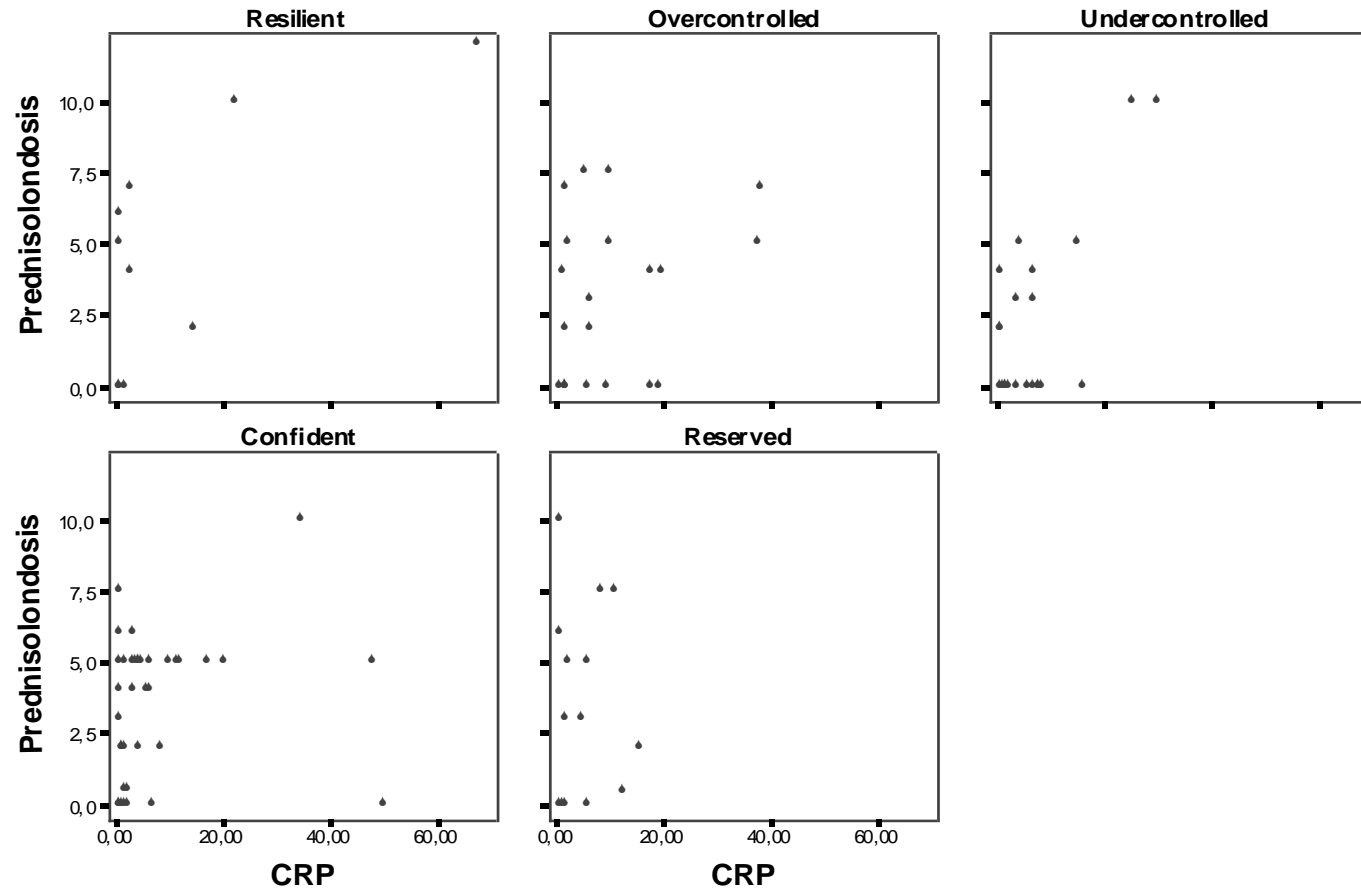 Resilient
Overcontrolled
Undercontrolled
Prednisolondosis
10,0
7,5
5,0
2,5
0,0
Confident
Reserved
Prednisolondosis
10,0
7,5
5,0
2,5
0,0
0,00 20,00 40,00 60,00
0,00 20,00 40,00 60,00
CRP
CRP